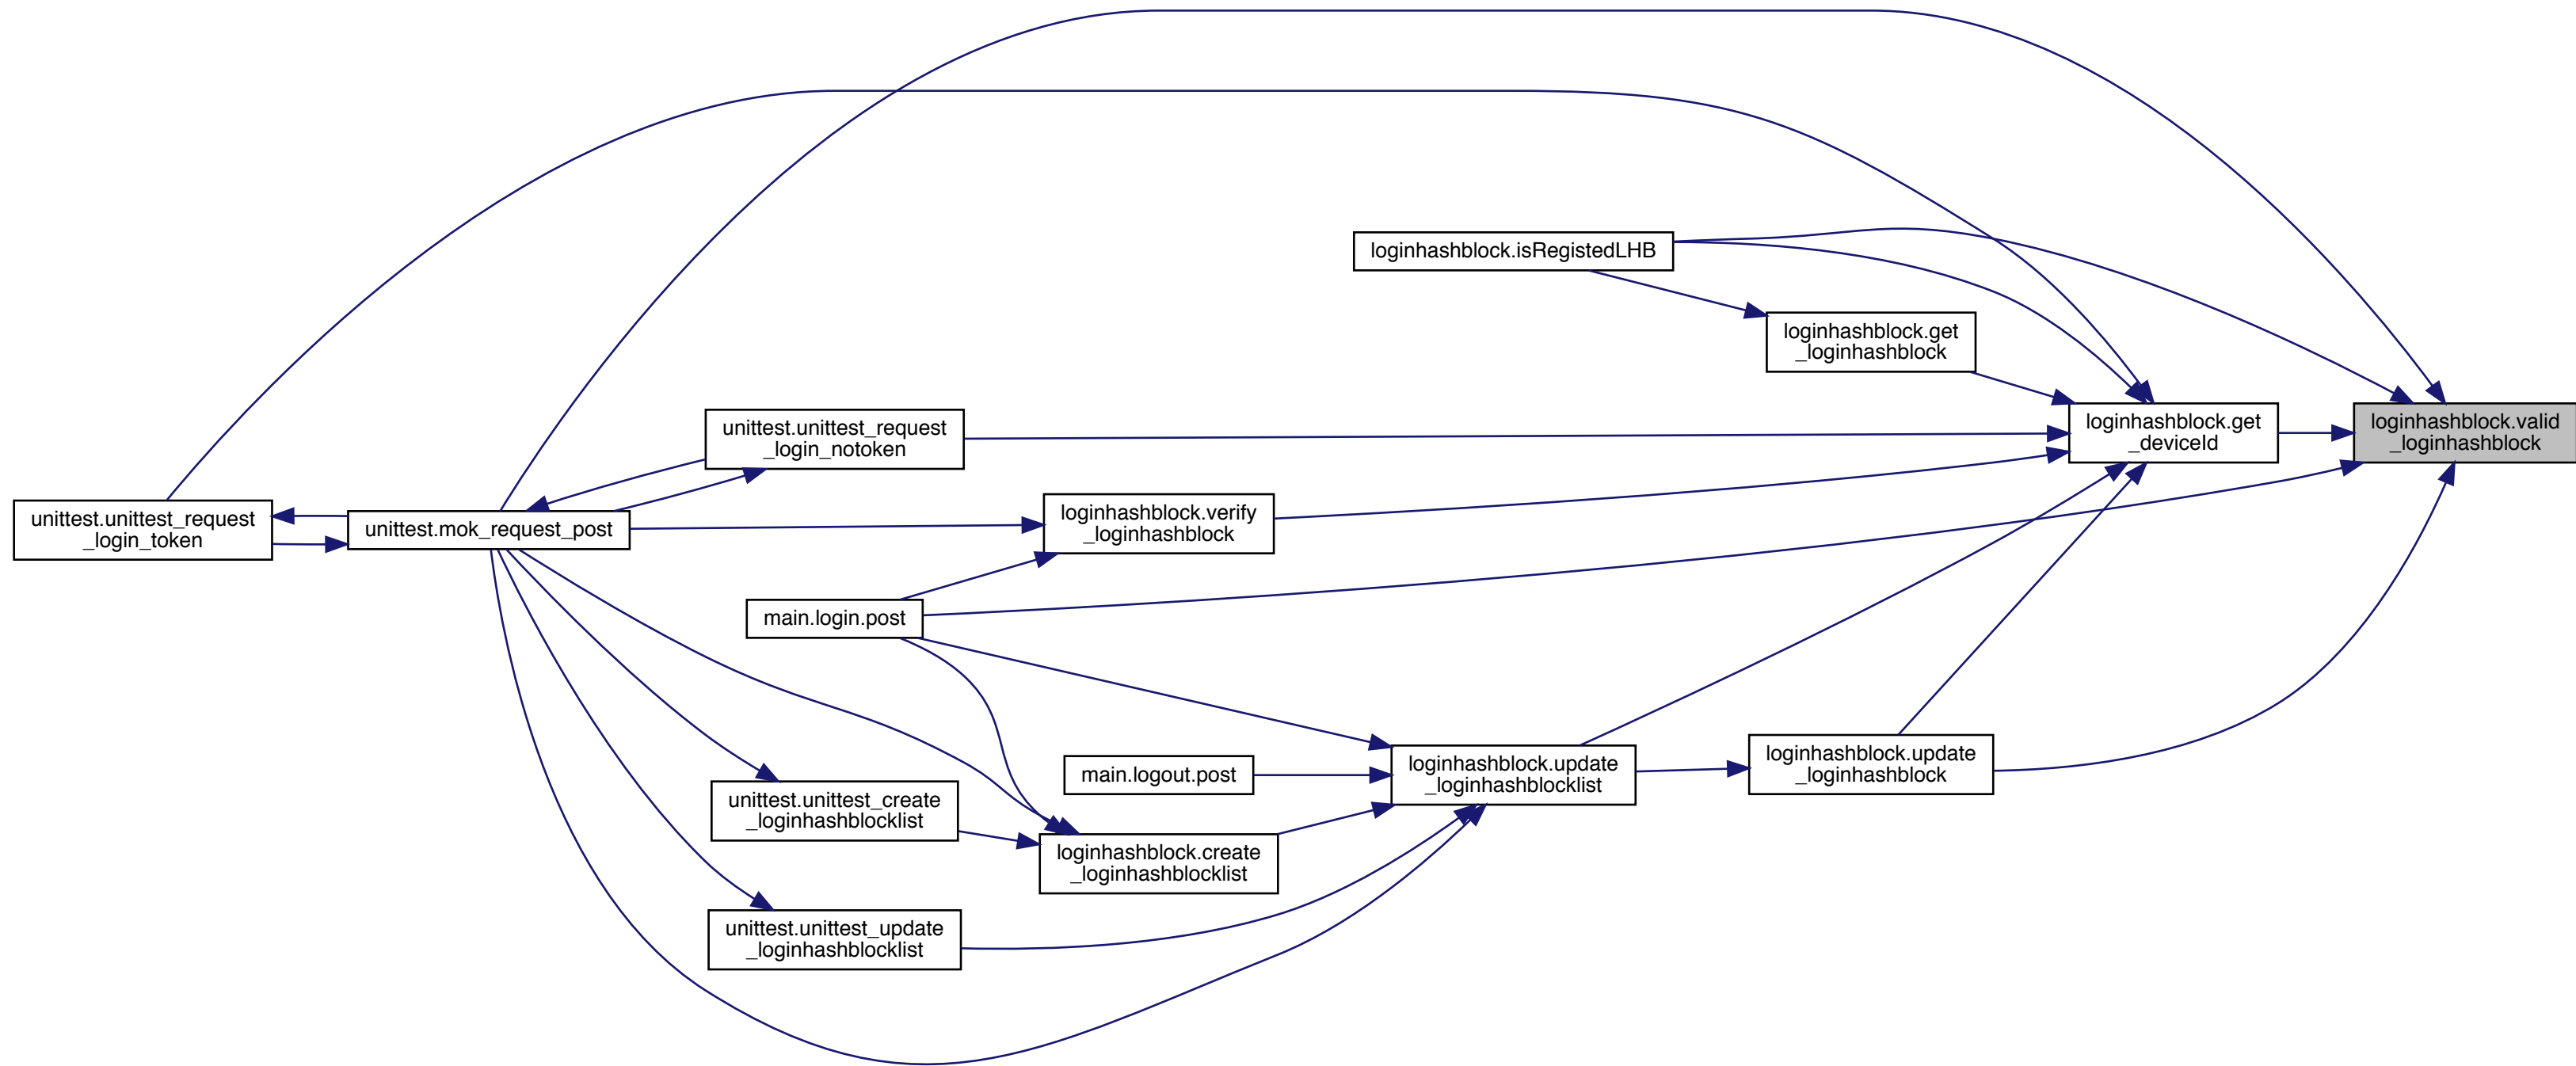 loginhashblock.isRegistedLHB
loginhashblock.get
_loginhashblock
unittest.unittest_request
_login_notoken
loginhashblock.get
_deviceId
loginhashblock.valid
_loginhashblock
unittest.unittest_request
_login_token
unittest.mok_request_post
loginhashblock.verify
_loginhashblock
main.login.post
main.logout.post
loginhashblock.update
_loginhashblocklist
loginhashblock.update
_loginhashblock
unittest.unittest_create
_loginhashblocklist
loginhashblock.create
_loginhashblocklist
unittest.unittest_update
_loginhashblocklist